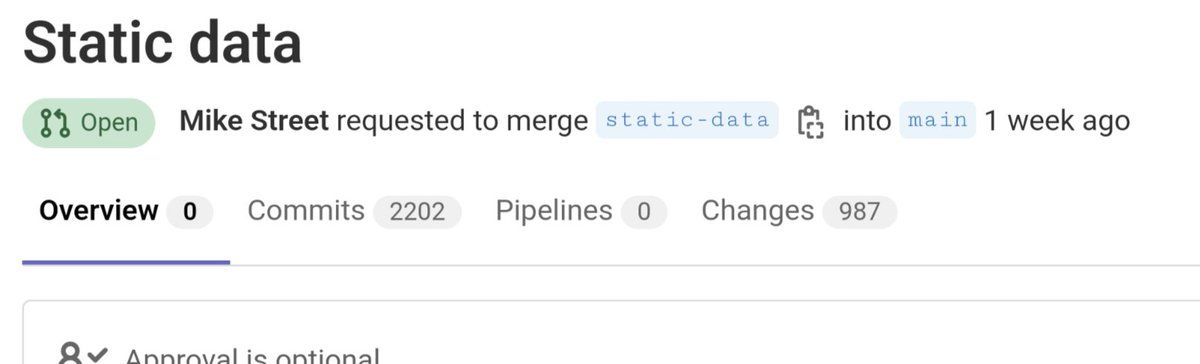 Static data
Open Mike Street requested to merge static-data into main 1 week ago
Overview 0 Commits 2202 Pipelines 0 Changes 987
Approval is optional